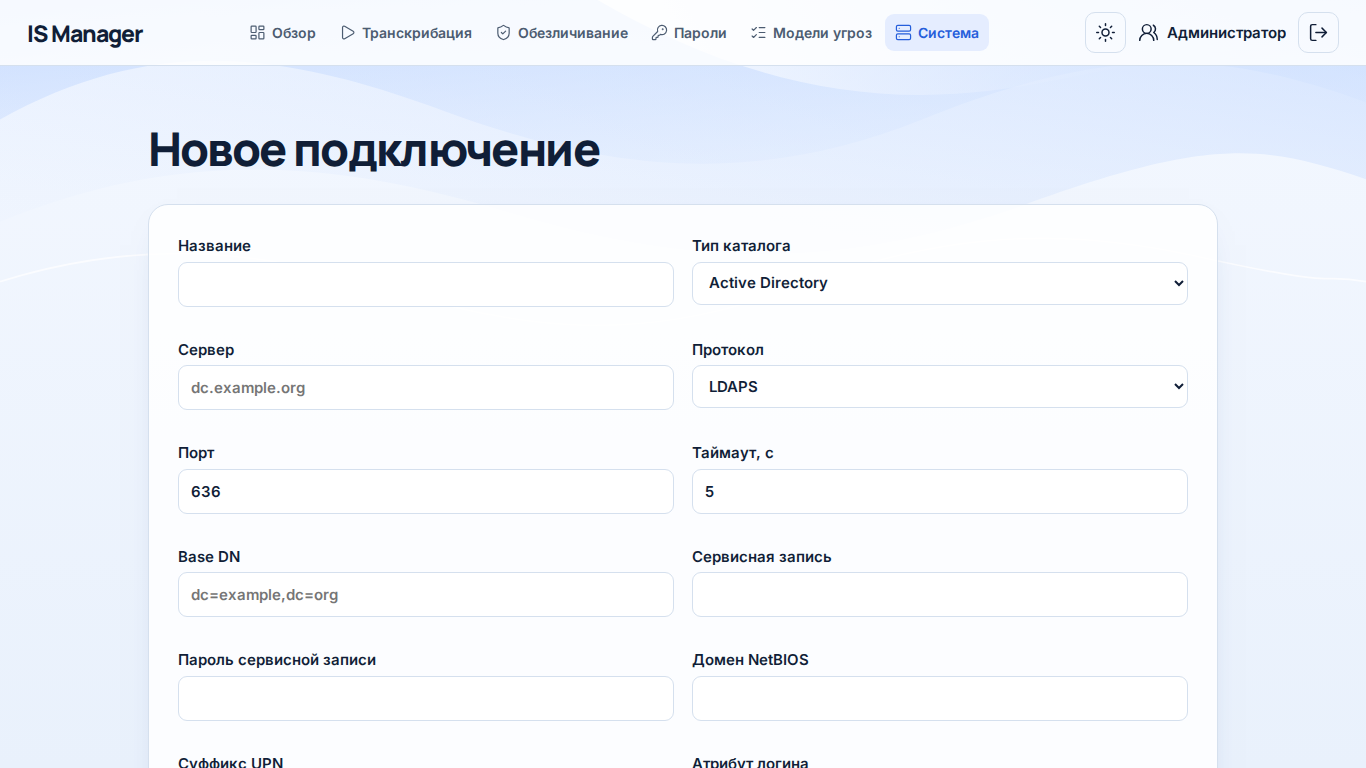 IS Manager
Обзор
Транскрибация
Обезличивание
Пароли
Модели угроз
Система
Администратор
Новое подключение
Название
Тип каталога
Active Directory
Сервер
Протокол
dc.example.org
LDAPS
Порт
Таймаут, с
636
5
Base DN
Сервисная запись
dc=example,dc=org
Пароль сервисной записи
Домен NetBIOS
Суффикс UPN
Атрибут логина